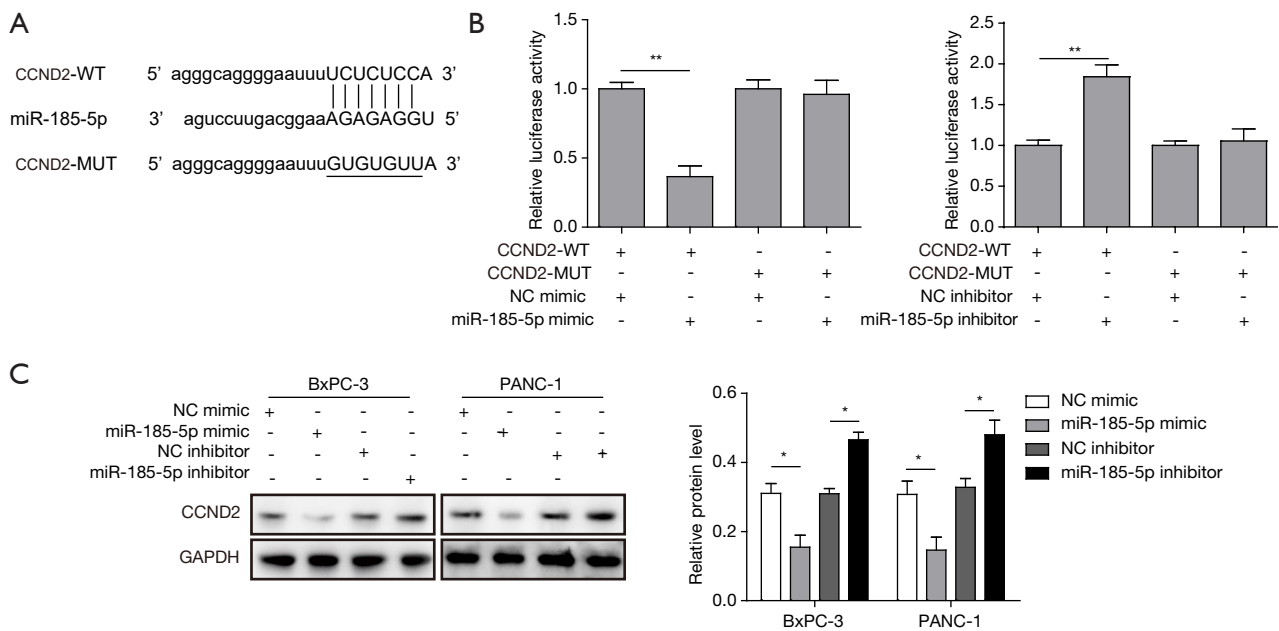 A
CCND2-WT 5’ agggcaggggaauuuUCUCUCCA 3’
miR-185-5p 3’ aguccuugacggaaAGAGAGGU 5’
CCND2-MUT 5’ agggcaggggaauuuGUGUGUUA 3’
B
Relative luciferase activity
1.5
1.0
0.5
0.0
**
CCND2-WT + + - -
CCND2-MUT - - + +
NC mimic + - + -
miR-185-5p mimic - + - +
Relative luciferase activity
2.5
2.0
1.5
1.0
0.5
0.0
**
CCND2-WT + + - -
CCND2-MUT - - + +
NC inhibitor + - + -
miR-185-5p inhibitor - + - +
C
BxPC-3 PANC-1
NC mimic + - - - + - - -
miR-185-5p mimic - + - - - + - -
NC inhibitor - - + - - - + +
miR-185-5p inhibitor - - - + - - - -
CCND2
GAPDH
Relative protein level
0.6
0.4
0.2
0.0
* * * *
BxPC-3 PANC-1
NC mimic
miR-185-5p mimic
NC inhibitor
miR-185-5p inhibitor